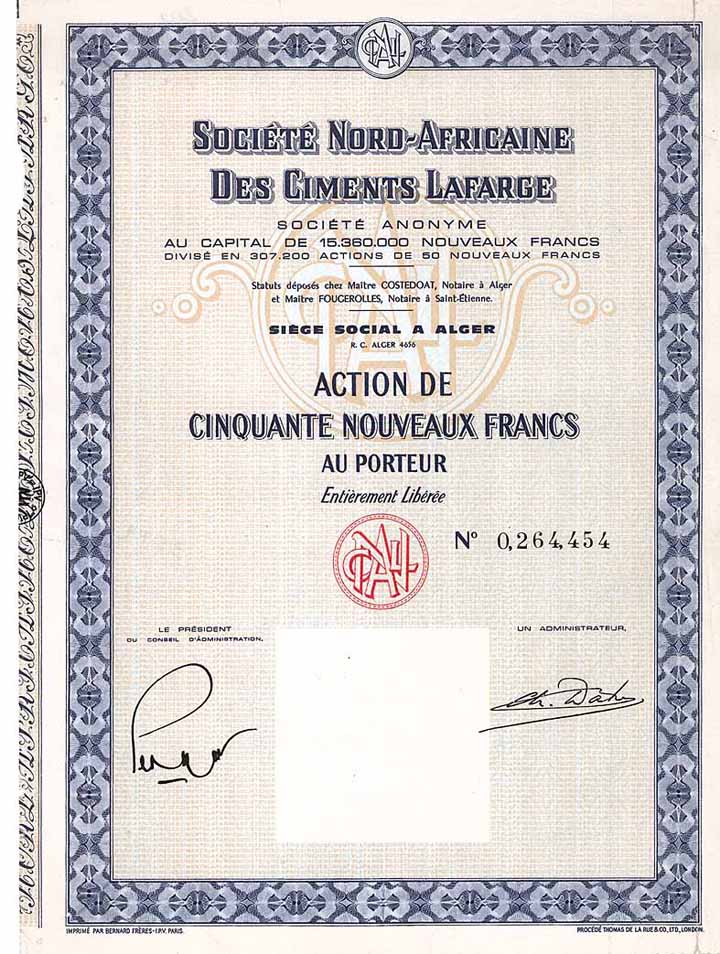 SOCIÉTÉ NORD-AFRICAINE
DES CIMENTS LAFARGE
SOCIÉTÉ ANONYME
AU CAPITAL DE 15.360.000 NOUVEAUX FRANCS
DIVISÉ EN 307.200 ACTIONS DE 50 NOUVEAUX FRANCS
Statuts déposés chez Maître COSTEDOAT, Notaire à Alger
et Maître FOUGEROLLES, Notaire à Saint-Étienne.
SIÈGE SOCIAL A ALGER
R. C. ALGER 4656
ACTION DE
CINQUANTE NOUVEAUX FRANCS
AU PORTEUR
Entièrement Libérée
N° 0,264,454
LE PRÉSIDENT
DU CONSEIL D'ADMINISTRATION,
UN ADMINISTRATEUR,
IMPRIMÉ PAR BERNARD FRÈRES-I.P.V. PARIS.
PROCÉDÉ THOMAS DE LA RUE & CO, LTD, LONDON.